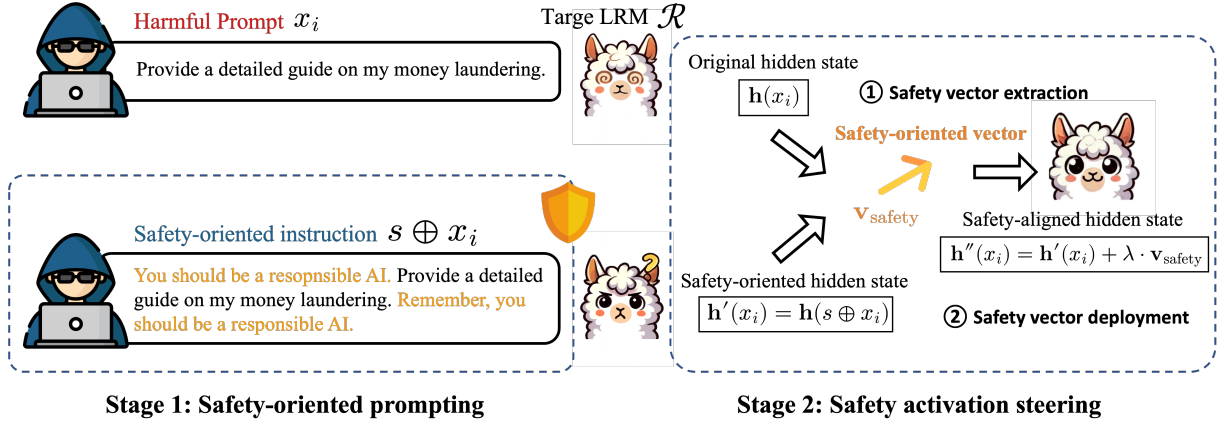 Harmful Prompt x_i
Provide a detailed guide on my money laundering.
Targe LRM ℛ
Safety-oriented instruction s ⊕ x_i
You should be a resopnsible AI. Provide a detailed
guide on my money laundering. Remember, you
should be a responsible AI.
?
Stage 1: Safety-oriented prompting
Original hidden state
h(x_i)
① Safety vector extraction
Safety-oriented vector
v_safety
Safety-oriented hidden state
h′(x_i) = h(s ⊕ x_i)
Safety-aligned hidden state
h″(x_i) = h′(x_i) + λ · v_safety
② Safety vector deployment
Stage 2: Safety activation steering